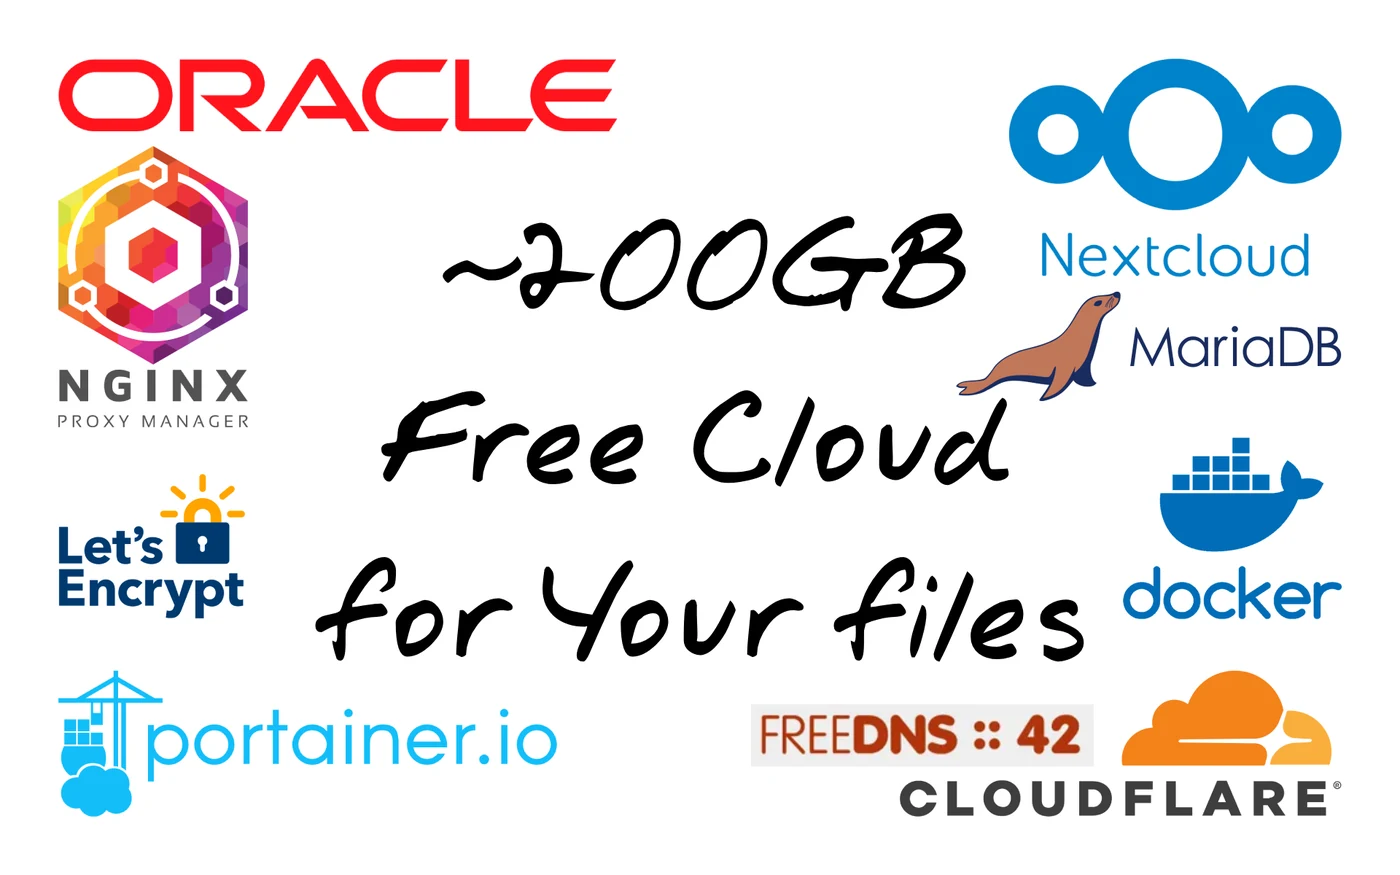 ORACLE
NGINX
PROXY MANAGER
Let's
Encrypt
portainer.io
~200GB
Free Cloud
for Your files
Nextcloud
MariaDB
docker
FREEDNS :: 42
CLOUDFLARE®